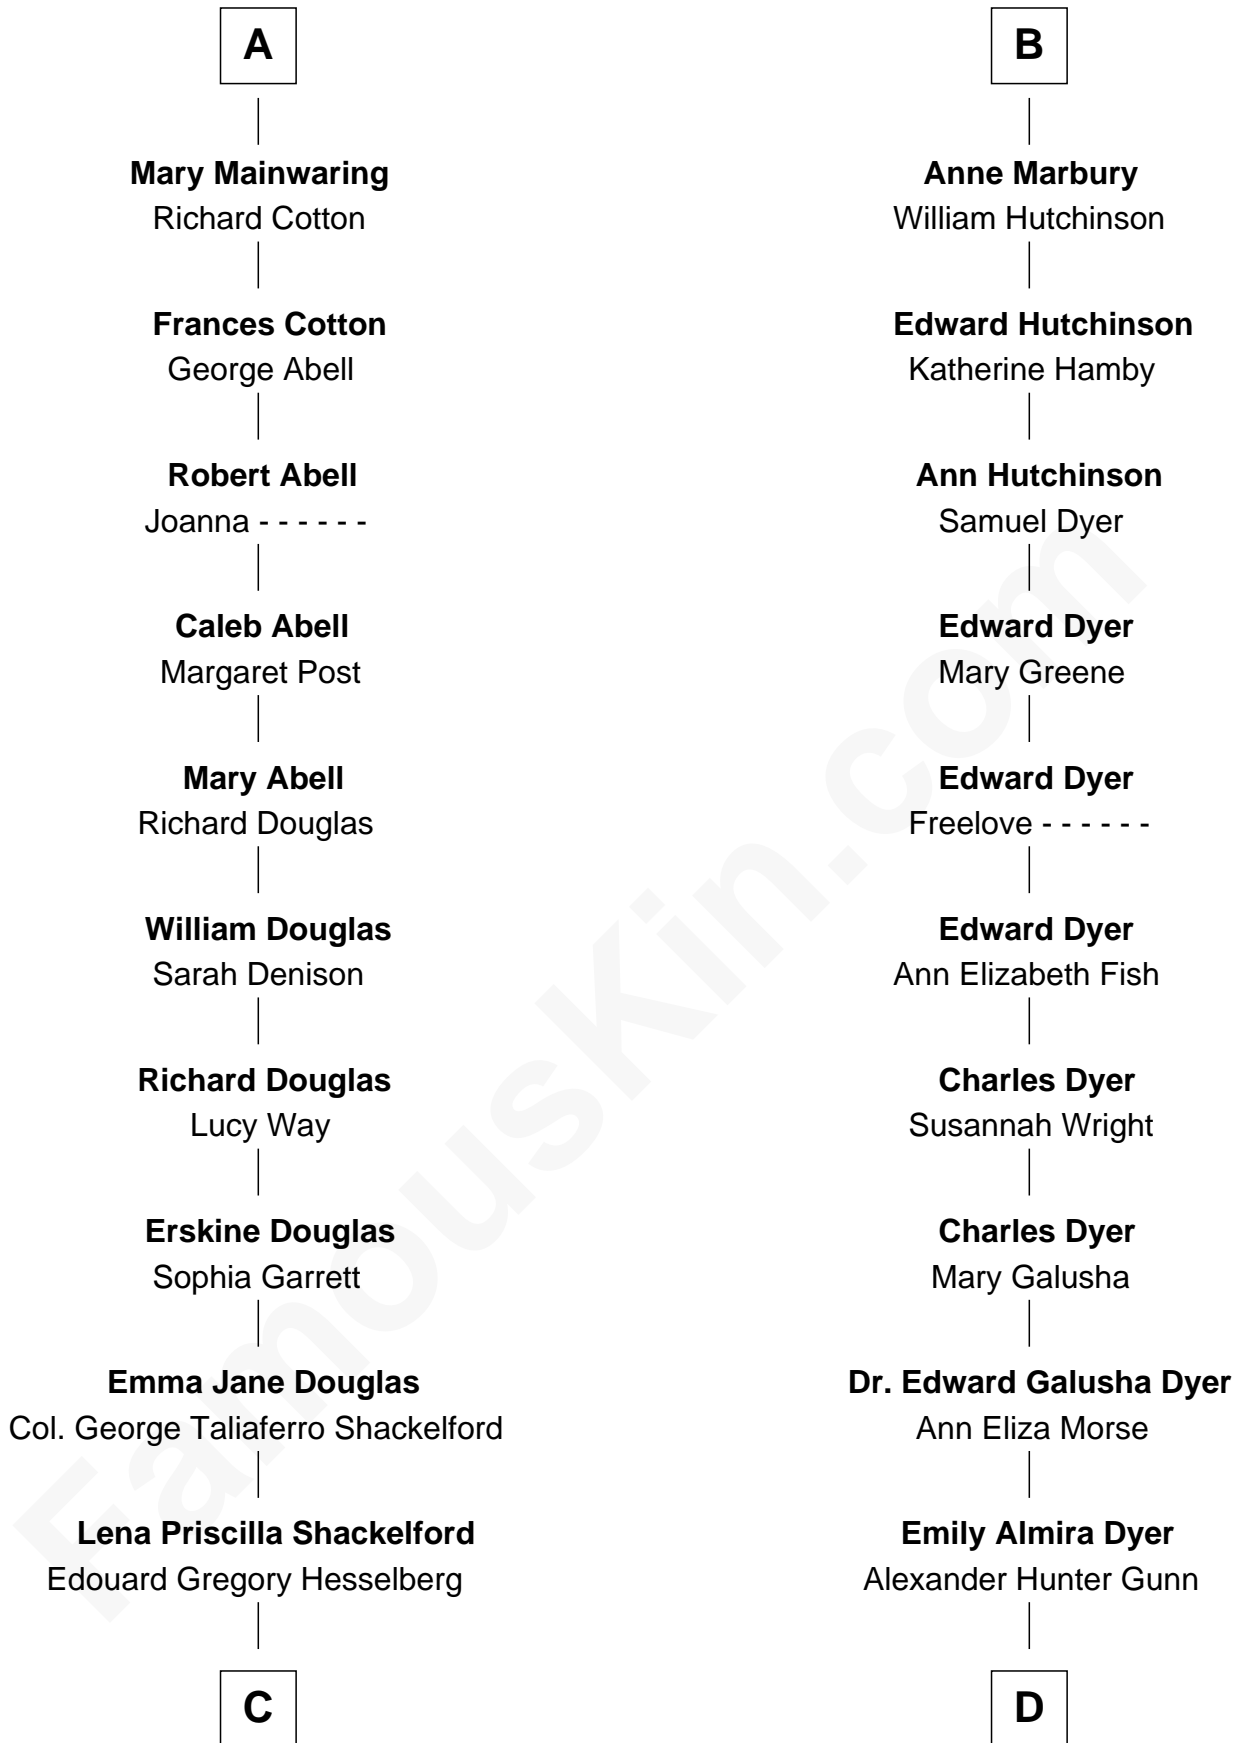 A
Mary Mainwaring
Richard Cotton
Frances Cotton
George Abell
Robert Abell
Joanna - - - - - -
Caleb Abell
Margaret Post
Mary Abell
Richard Douglas
William Douglas
Sarah Denison
Richard Douglas
Lucy Way
Erskine Douglas
Sophia Garrett
Emma Jane Douglas
Col. George Taliaferro Shackelford
Lena Priscilla Shackelford
Edouard Gregory Hesselberg
C
B
Anne Marbury
William Hutchinson
Edward Hutchinson
Katherine Hamby
Ann Hutchinson
Samuel Dyer
Edward Dyer
Mary Greene
Edward Dyer
Freelove - - - - - -
Edward Dyer
Ann Elizabeth Fish
Charles Dyer
Susannah Wright
Charles Dyer
Mary Galusha
Dr. Edward Galusha Dyer
Ann Eliza Morse
Emily Almira Dyer
Alexander Hunter Gunn
D
FamousKin.com